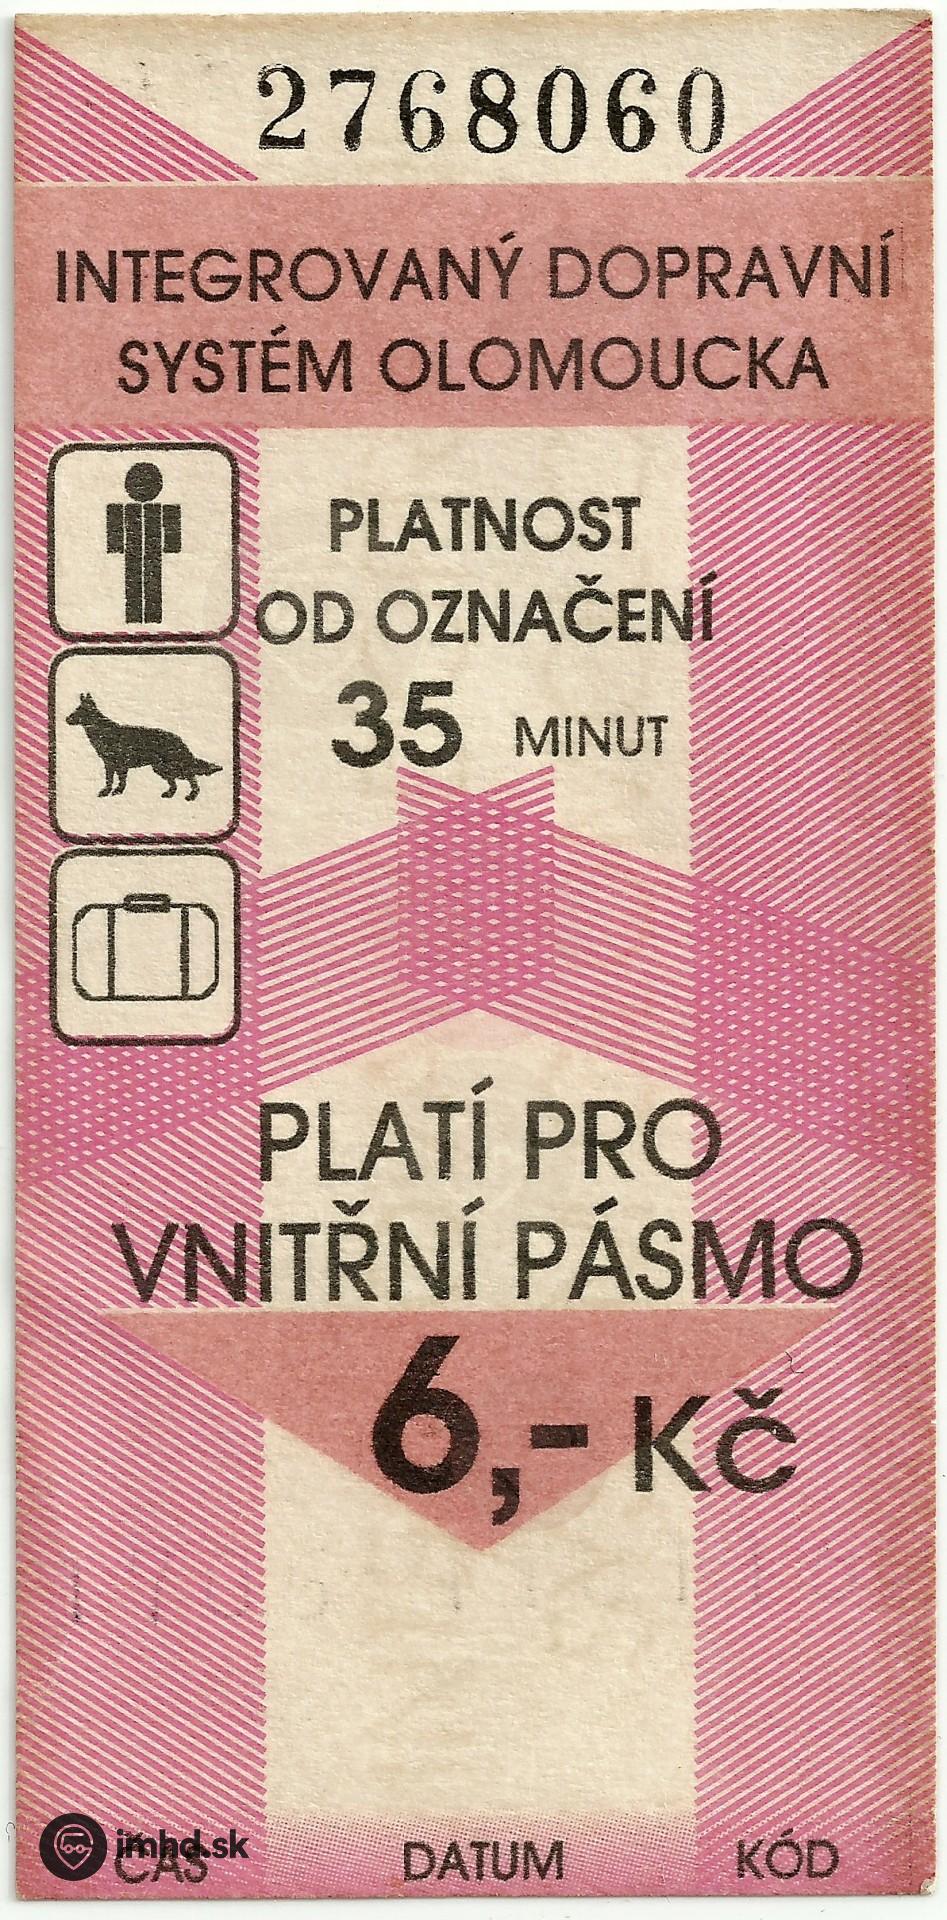 2768060
INTEGROVANÝ DOPRAVNÍ
SYSTÉM OLOMOUCKA
PLATNOST
OD OZNAČENÍ
35 MINUT
PLATÍ PRO
VNITŘNÍ PÁSMO
6,- KČ
imhd.sk
ČAS DATUM KÓD